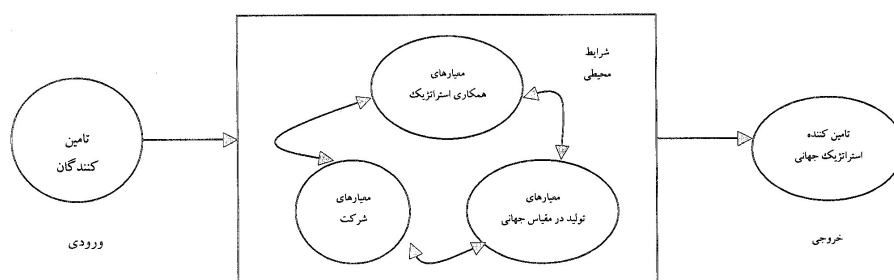 شرایط
محیطی
معیارهای
همکاری استراتژیک
تامین
کنندگان
تامین کننده
استراتژیک جهانی
معیارهای
شرکت
معیارهای
تولید در مقیاس جهانی
ورودی
خروجی